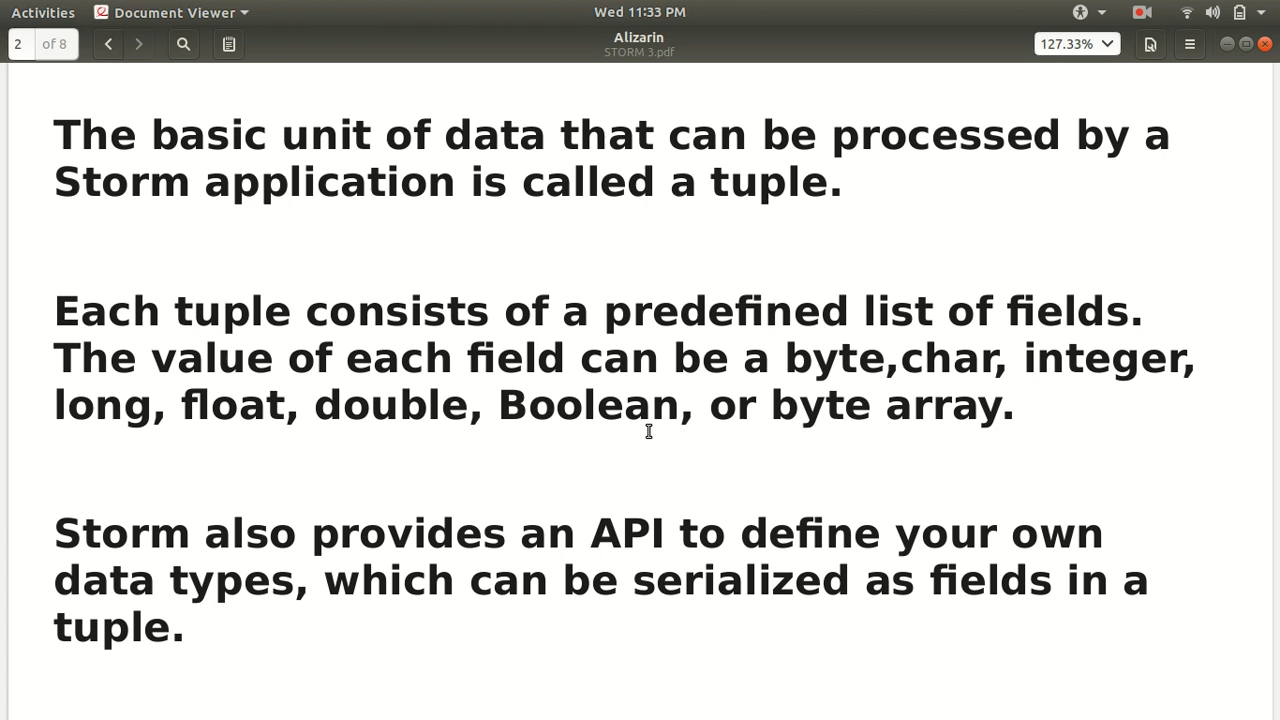 Activities Document Viewer Wed 11:33 PM
2 of 8 Alizarin 127.33%
STORM 3.pdf
The basic unit of data that can be processed by a
Storm application is called a tuple.
Each tuple consists of a predefined list of fields.
The value of each field can be a byte,char, integer,
long, float, double, Boolean, or byte array.
Storm also provides an API to define your own
data types, which can be serialized as fields in a
tuple.